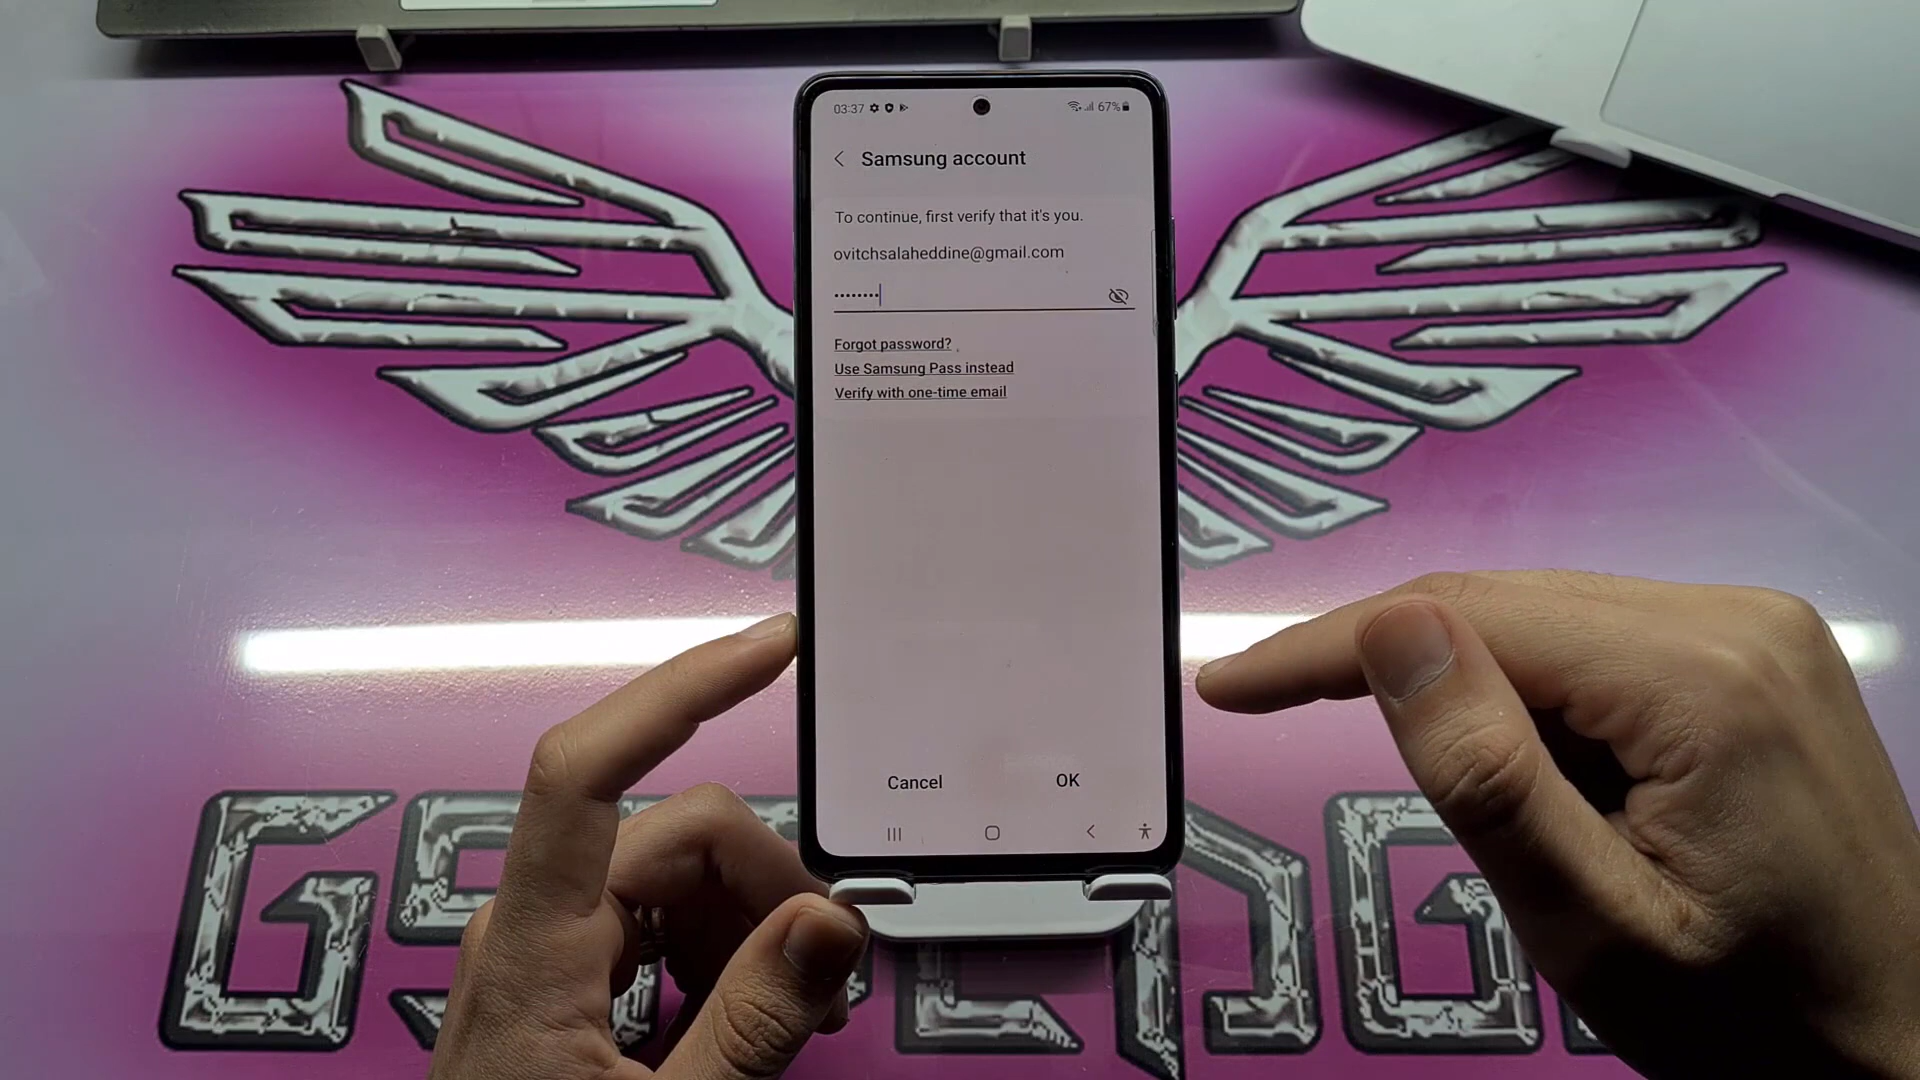 03:37
67%
Samsung account
To continue, first verify that it's you.
ovitchsalaheddine@gmail.com
••••••••
Forgot password?
Use Samsung Pass instead
Verify with one-time email
Cancel
OK